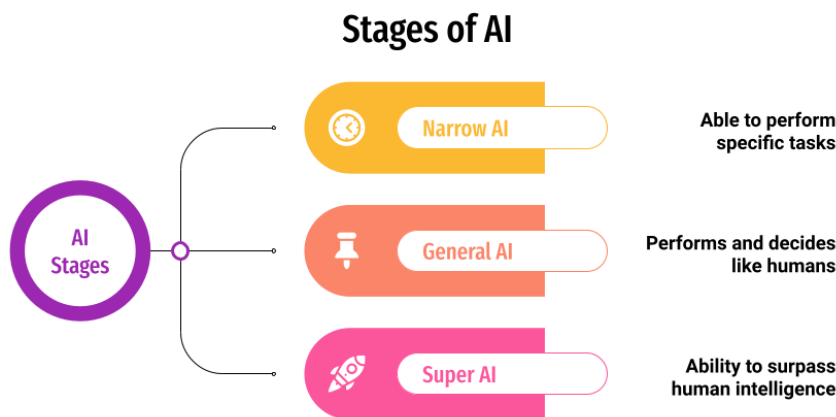 Stages of AI
AI
Stages
Narrow AI
Able to perform
specific tasks
General AI
Performs and decides
like humans
Super AI
Ability to surpass
human intelligence